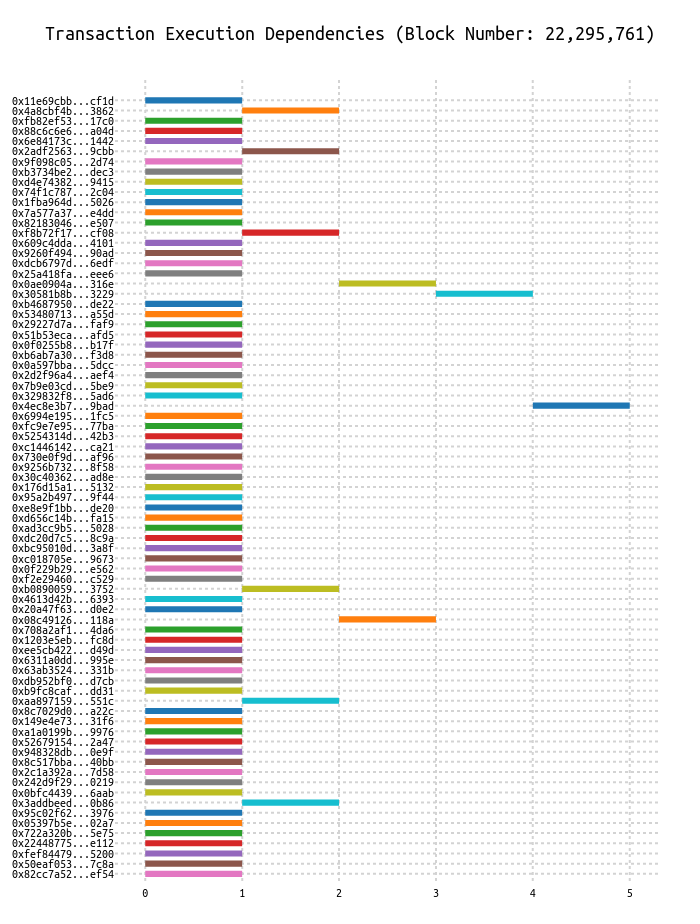 Transaction Execution Dependencies (Block Number: 22,295,761)
0x11e69cbb...cf1d
0x4a8cbf4b...3862
0xfb82ef53...17c0
0x88c6c6e6...a04d
0x6e84173c...1442
0x2adf2563...9cbb
0x9f098c05...2d74
0xb3734be2...dec3
0xd4e74382...9415
0x74f1c787...2c04
0x1fba964d...5026
0x7a577a37...e4dd
0x82183046...e507
0xf8b72f17...cf08
0x609c4dda...4101
0x9260f494...90ad
0xdcb6797d...6edf
0x25a418fa...eee6
0x0ae0904a...316e
0x30581b8b...3229
0xb4687950...de22
0x53480713...a55d
0x29227d7a...faf9
0x51b53eca...afd5
0x0f0255b8...b17f
0xb6ab7a30...f3d8
0x0a597bba...5dcc
0x2d2f96a4...aef4
0x7b9e03cd...5be9
0x329832f8...5ad6
0x4ec8e3b7...9bad
0x6994e195...1fc5
0xfc9e7e95...77ba
0x5254314d...42b3
0xc1446142...ca21
0x730e0f9d...af96
0x9256b732...8f58
0x30c40362...ad8e
0x176d15a1...5132
0x95a2b497...9f44
0xe8e9f1bb...de20
0xd656c14b...fa15
0xad3cc9b5...5028
0xdc20d7c5...8c9a
0xbc95010d...3a8f
0xc018705e...9673
0x0f229b29...e562
0xf2e29460...c529
0xb0890059...3752
0x4613d42b...6393
0x20a47f63...d0e2
0x08c49126...118a
0x708a2af1...4da6
0x1203e5eb...fc8d
0xee5cb422...d49d
0x6311a0dd...995e
0x63ab3524...331b
0xdb952bf0...d7cb
0xb9fc8caf...dd31
0xaa897159...551c
0x8c7029d0...a22c
0x149e4e73...31f6
0xa1a0199b...9976
0x52679154...2a47
0x948328db...0e9f
0x8c517bba...40bb
0x2c1a392a...7d58
0x242d9f29...0219
0x0bfc4439...6aab
0x3addbeed...0b86
0x95c02f62...3976
0x05397b5e...02a7
0x722a320b...5e75
0x22448775...e112
0xfef84479...5200
0x50eaf053...7c8a
0x82cc7a52...ef54
0 1 2 3 4 5